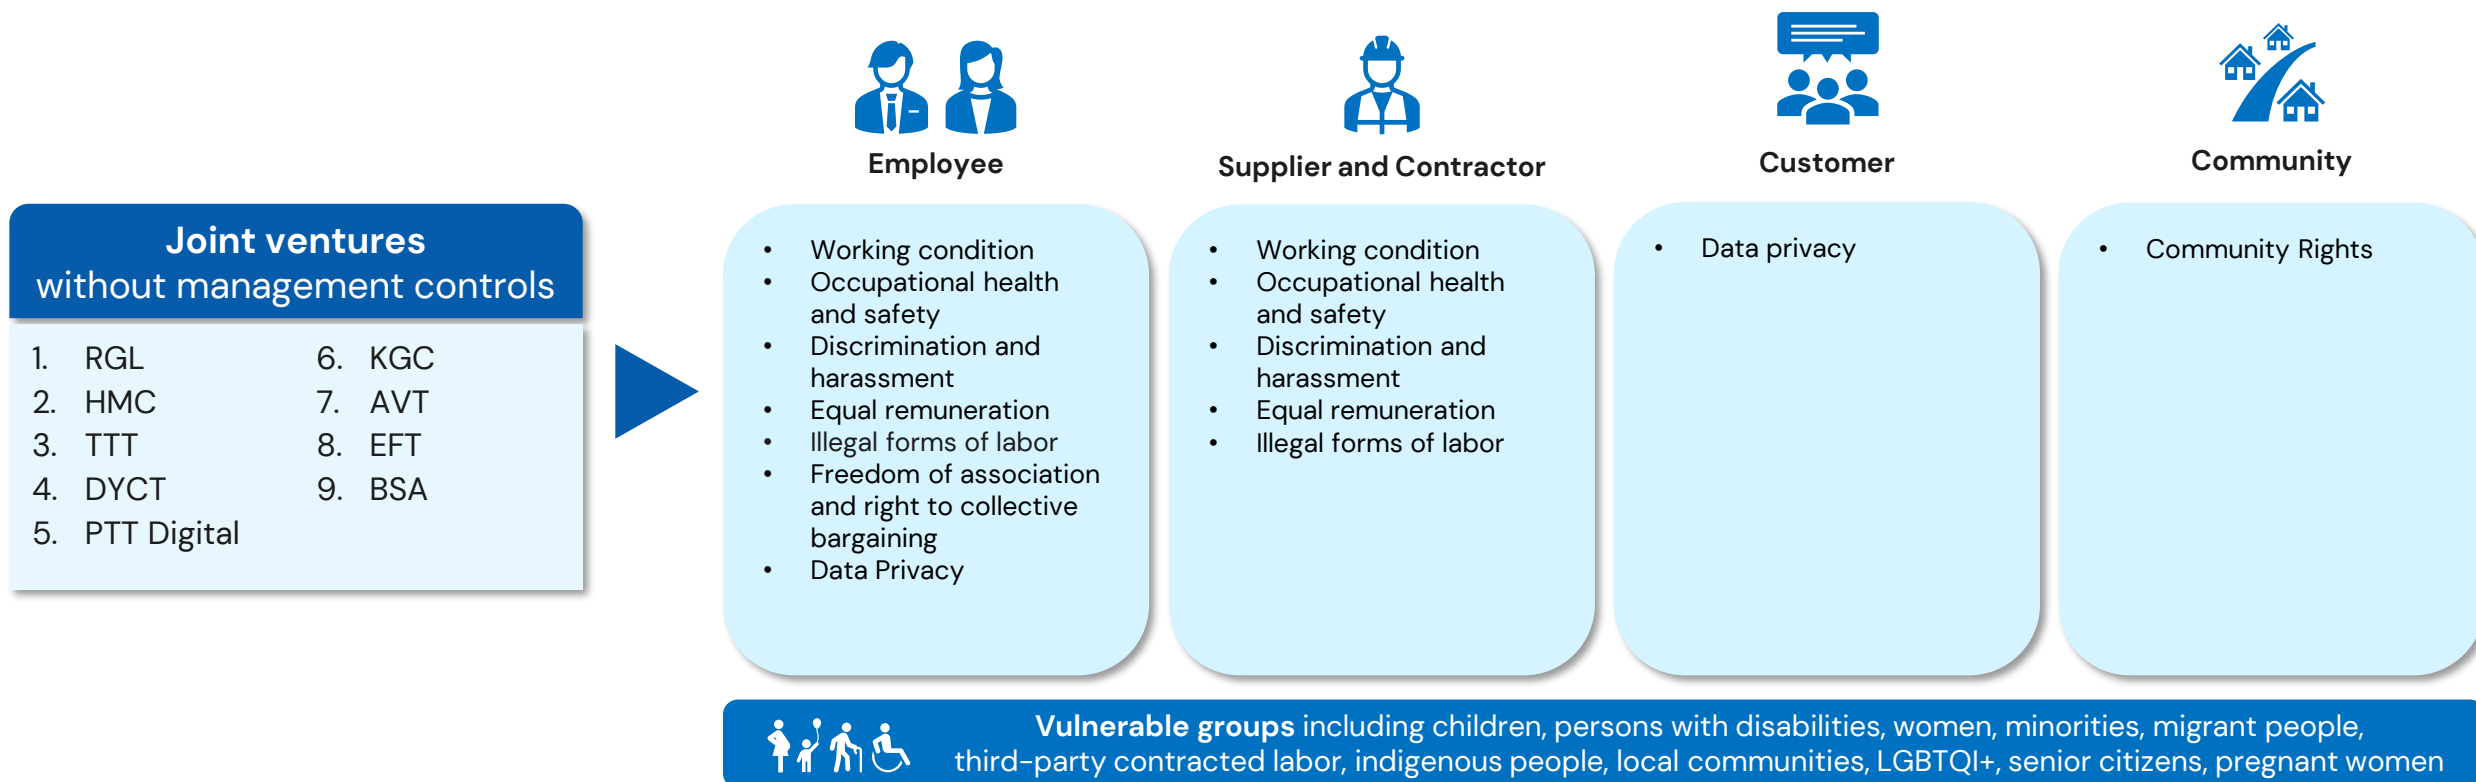 Employee
Supplier and Contractor
Customer
Community
Joint ventures
without management controls
1. RGL
2. HMC
3. TTT
4. DYCT
5. PTT Digital
6. KGC
7. AVT
8. EFT
9. BSA
• Working condition
• Occupational health
and safety
• Discrimination and
harassment
• Equal remuneration
• Illegal forms of labor
• Freedom of association
and right to collective
bargaining
• Data Privacy
• Working condition
• Occupational health
and safety
• Discrimination and
harassment
• Equal remuneration
• Illegal forms of labor
• Data privacy
• Community Rights
Vulnerable groups including children, persons with disabilities, women, minorities, migrant people,
third-party contracted labor, indigenous people, local communities, LGBTQI+, senior citizens, pregnant women